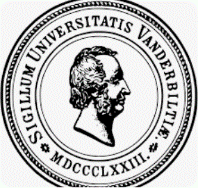 SIGILLUM UNIVERSITATIS VANDERBILTIÆ.
MDCCCLXXIII.